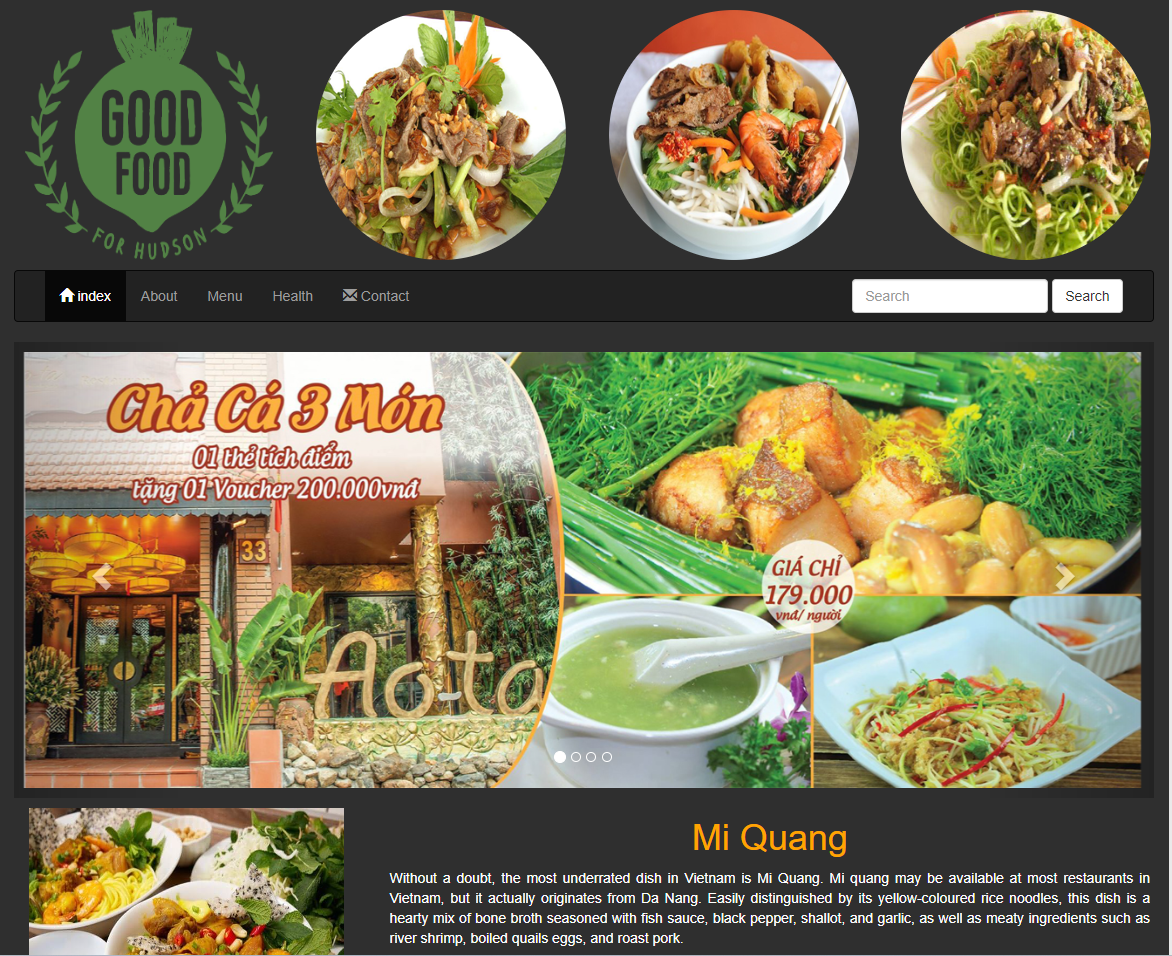 GOOD
FOOD
FOR HUDSON
index About Menu Health Contact Search Search
Chả Cá 3 Món
01 thẻ tích điểm
tặng 01 Voucher 200.000vnđ
33
Ao-ta
GIÁ CHỈ
179.000
vnđ/ người
Mi Quang
Without a doubt, the most underrated dish in Vietnam is Mi Quang. Mi quang may be available at most restaurants in
Vietnam, but it actually originates from Da Nang. Easily distinguished by its yellow-coloured rice noodles, this dish is a
hearty mix of bone broth seasoned with fish sauce, black pepper, shallot, and garlic, as well as meaty ingredients such as
river shrimp, boiled quails eggs, and roast pork.